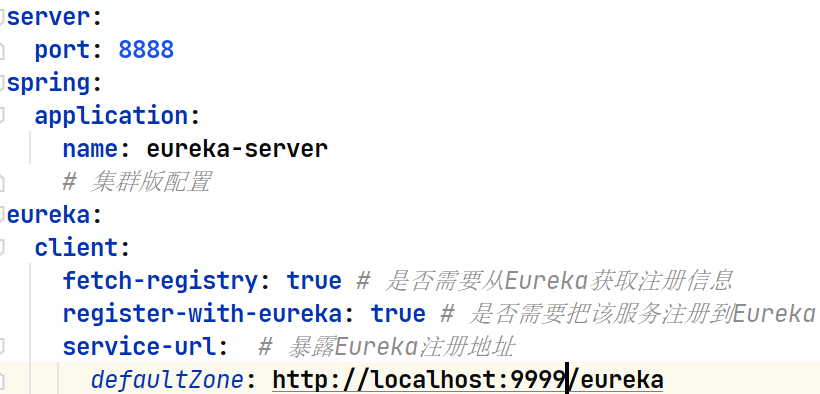 server:
  port: 8888
spring:
  application:
    name: eureka-server
    # 集群版配置
eureka:
  client:
    fetch-registry: true # 是否需要从Eureka获取注册信息
    register-with-eureka: true # 是否需要把该服务注册到Eureka
    service-url:  # 暴露Eureka注册地址
      defaultZone: http://localhost:9999/eureka